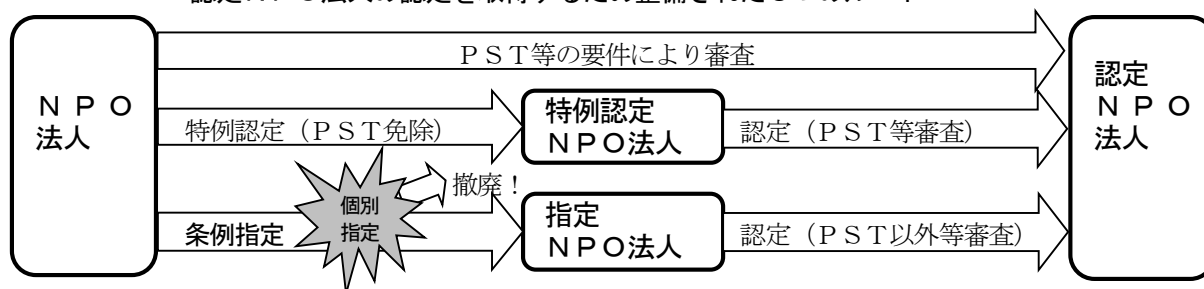 ＰＳＴ等の要件により審査
ＮＰＯ
法人
特例認定（ＰＳＴ免除）
特例認定
ＮＰＯ法人
認定（ＰＳＴ等審査）
認定
ＮＰＯ
法人
撤廃！
個別
指定
条例指定
指定
ＮＰＯ法人
認定（ＰＳＴ以外等審査）